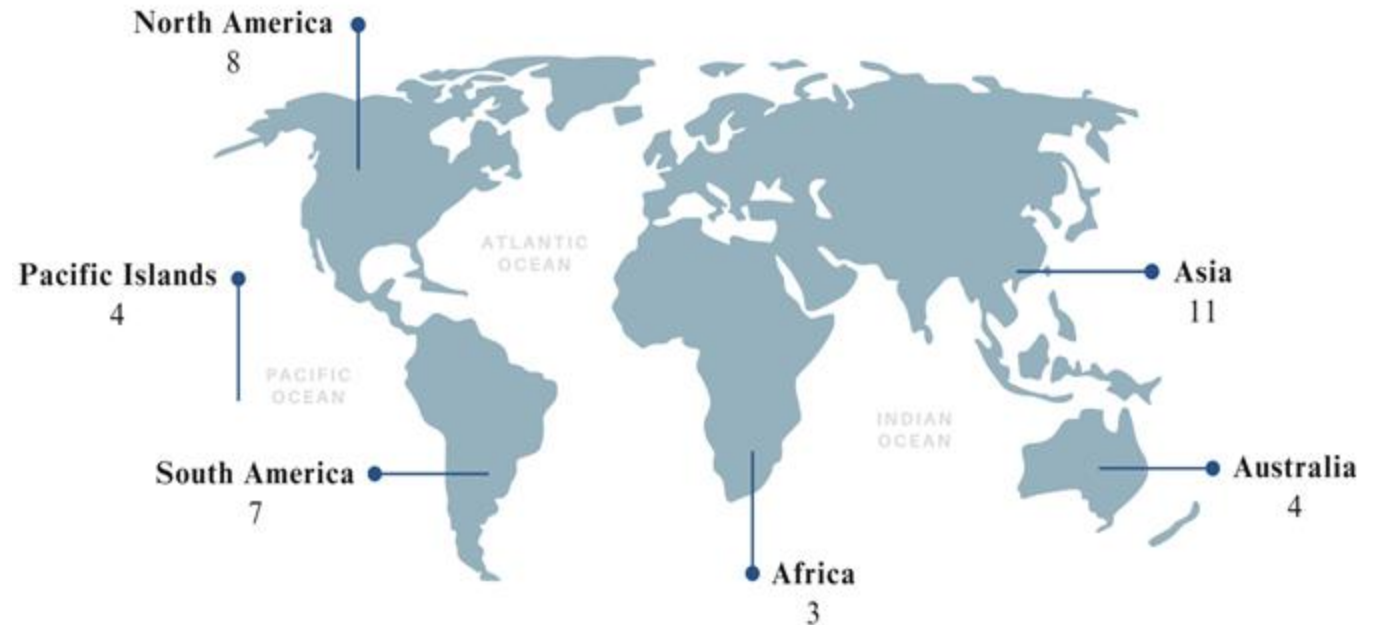 North America
8
ATLANTIC
OCEAN
Pacific Islands
4
Asia
11
PACIFIC
OCEAN
INDIAN
OCEAN
South America
7
Australia
4
Africa
3